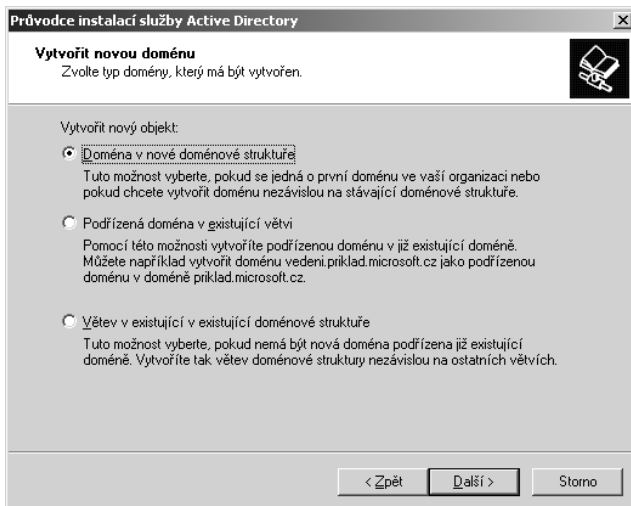 Průvodce instalací služby Active Directory
Vytvořit novou doménu
Zvolte typ domény, který má být vytvořen.
Vytvořit nový objekt:
Doména v nové doménové struktuře
Tuto možnost vyberte, pokud se jedná o první doménu ve vaší organizaci nebo
pokud chcete vytvořit doménu nezávislou na stávající doménové struktuře.
Podřízená doména v existující větvi
Pomocí této možnosti vytvoříte podřízenou doménu v již existující doméně.
Můžete například vytvořit doménu vedeni.priklad.microsoft.cz jako podřízenou
doménu v doméně priklad.microsoft.cz.
Větev v existující v existující doménové struktuře
Tuto možnost vyberte, pokud nemá být nová doména podřízena již existující
doméně. Vytvoříte tak větev doménové struktury nezávislou na ostatních větvích.
< Zpět Další > Storno